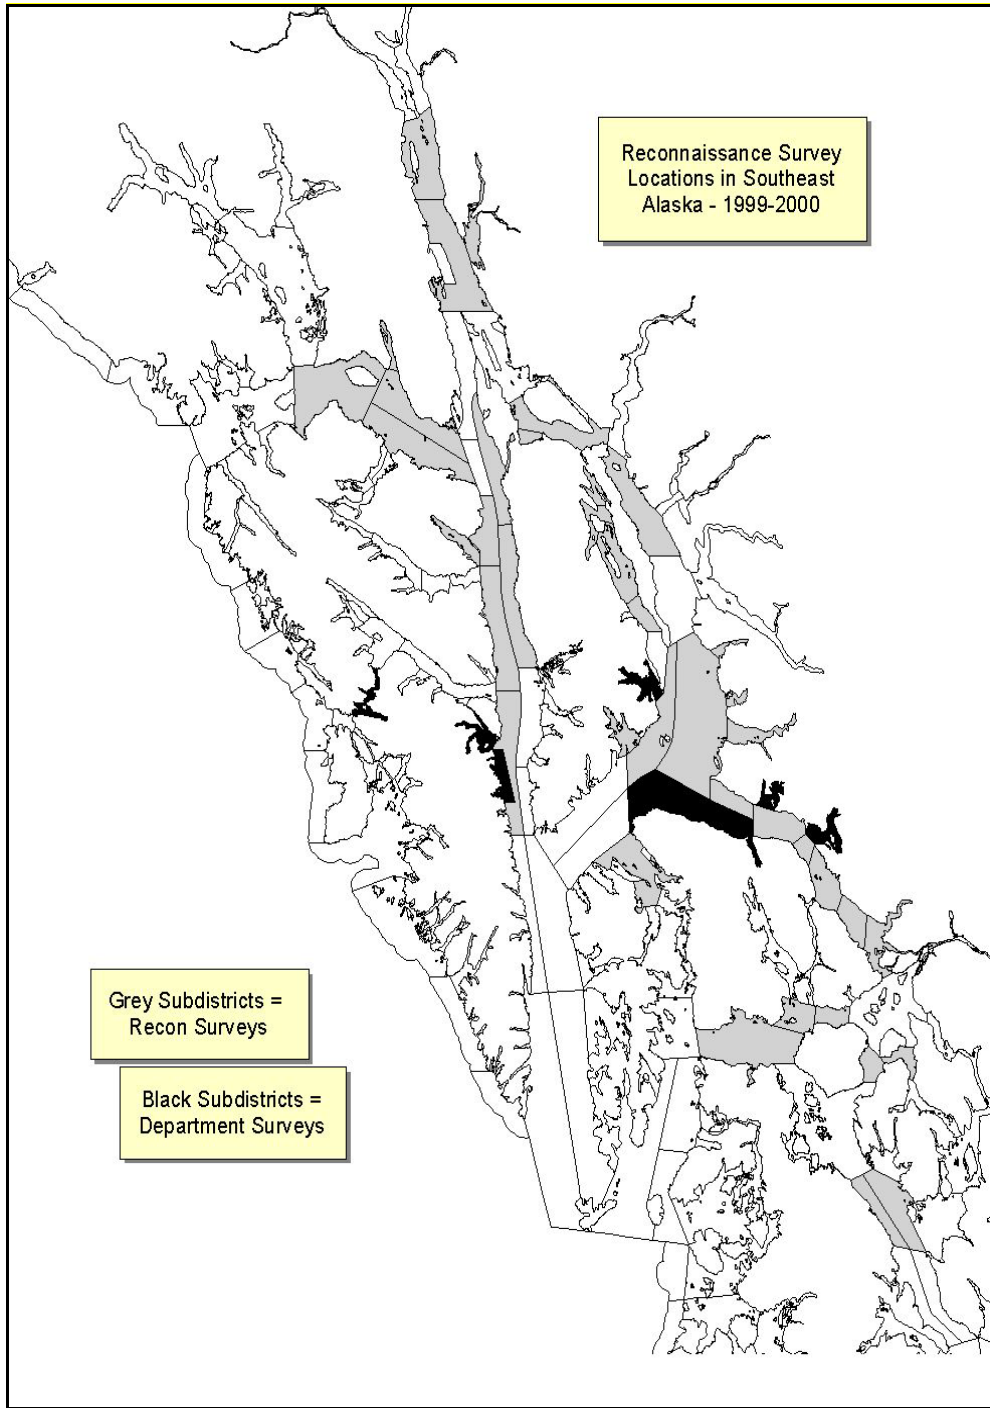 Reconnaissance Survey
Locations in Southeast
Alaska - 1999-2000
Grey Subdistricts =
Recon Surveys
Black Subdistricts =
Department Surveys